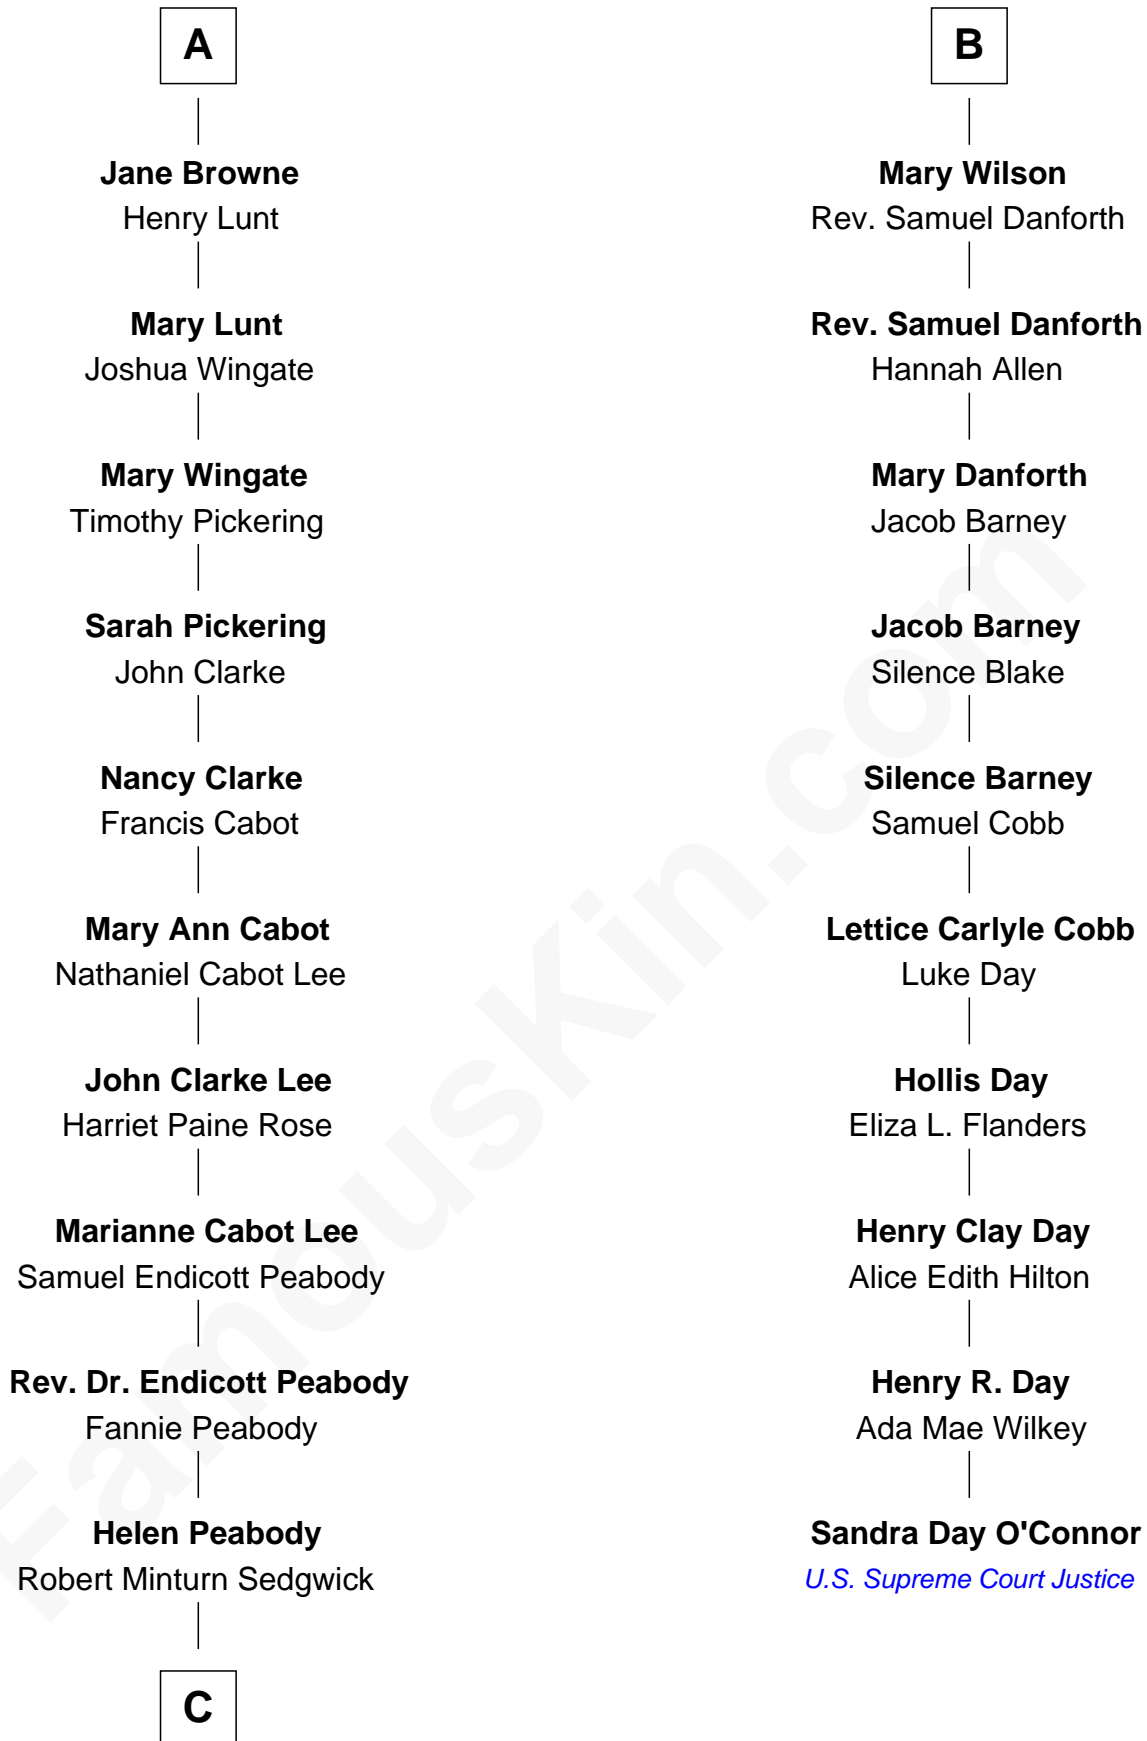 A
Jane Browne
Henry Lunt
Mary Lunt
Joshua Wingate
Mary Wingate
Timothy Pickering
Sarah Pickering
John Clarke
Nancy Clarke
Francis Cabot
Mary Ann Cabot
Nathaniel Cabot Lee
John Clarke Lee
Harriet Paine Rose
Marianne Cabot Lee
Samuel Endicott Peabody
Rev. Dr. Endicott Peabody
Fannie Peabody
Helen Peabody
Robert Minturn Sedgwick
C
B
Mary Wilson
Rev. Samuel Danforth
Rev. Samuel Danforth
Hannah Allen
Mary Danforth
Jacob Barney
Jacob Barney
Silence Blake
Silence Barney
Samuel Cobb
Lettice Carlyle Cobb
Luke Day
Hollis Day
Eliza L. Flanders
Henry Clay Day
Alice Edith Hilton
Henry R. Day
Ada Mae Wilkey
Sandra Day O'Connor
U.S. Supreme Court Justice
FamousKin.com